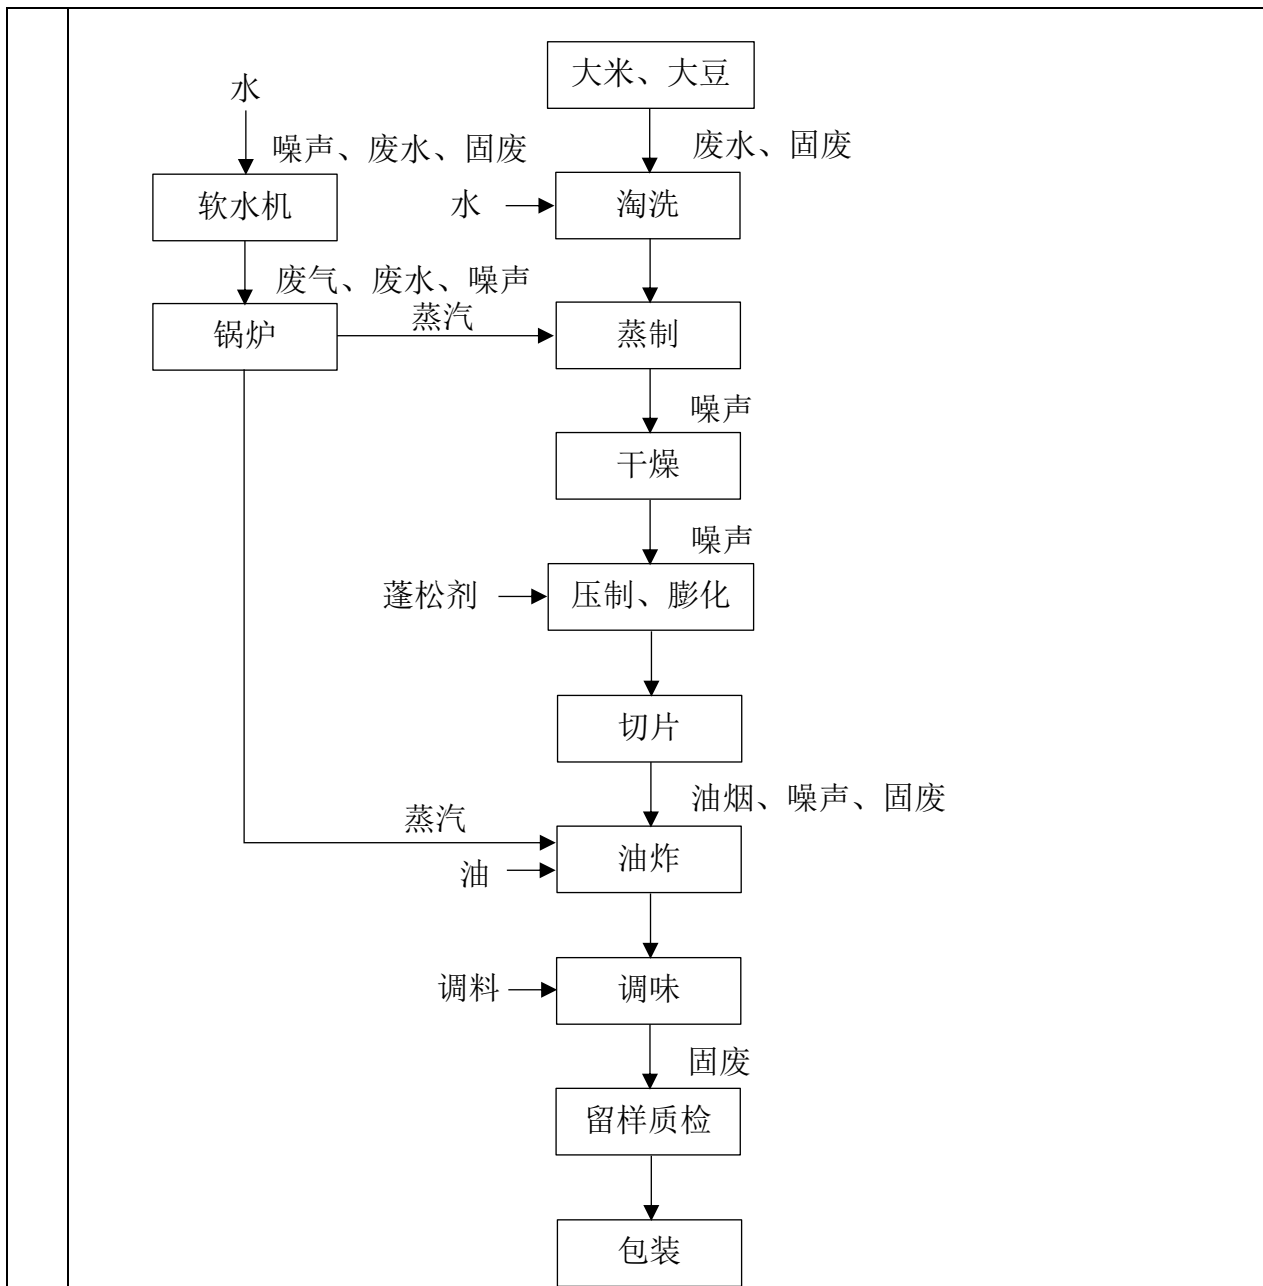 大米、大豆
水
噪声、废水、固废
废水、固废
软水机
水
淘洗
废气、废水、噪声
锅炉
蒸汽
蒸制
噪声
干燥
噪声
蓬松剂
压制、膨化
切片
油烟、噪声、固废
蒸汽
油
油炸
调料
调味
固废
留样质检
包装